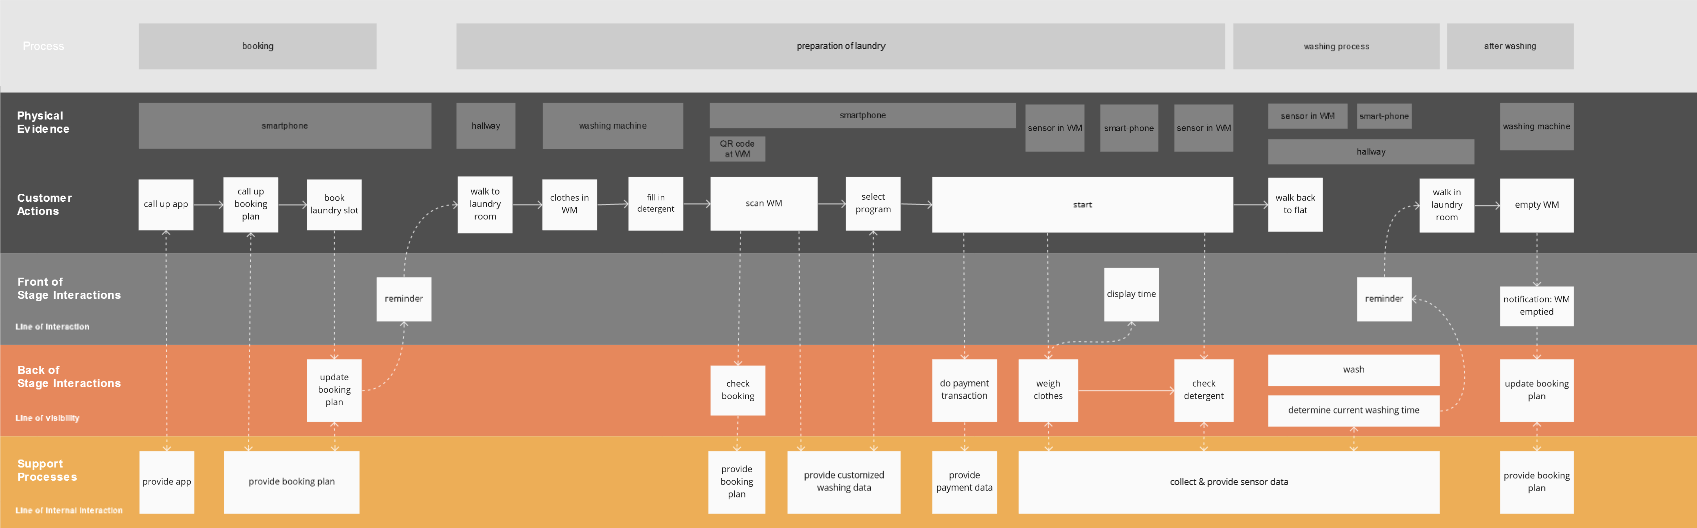 Process
booking
preparation of laundry
washing process
after washing
Physical
Evidence
smartphone
hallway
washing machine
smartphone
QR code
at WM
sensor in WM
smart phone
sensor in WM
sensor in WM
smart-phone
hallway
washing machine
Customer
Actions
call up app
call up
booking
plan
book
laundry slot
walk to
laundry
room
clothes in
WM
fill in
detergent
scan WM
select
program
start
walk back
to flat
walk in
laundry
room
empty WM
Front of
Stage Interactions
Line of Interaction
reminder
display time
reminder
notification: WM
emptied
Back of
Stage Interactions
Line of visibility
update
booking
plan
check
booking
do payment
transaction
weigh
clothes
check
detergent
wash
determine current washing time
update booking
plan
Support
Processes
Line of Internal Interaction
provide app
provide booking plan
provide
booking
plan
provide customized
washing data
provide
payment data
collect & provide sensor data
provide booking
plan